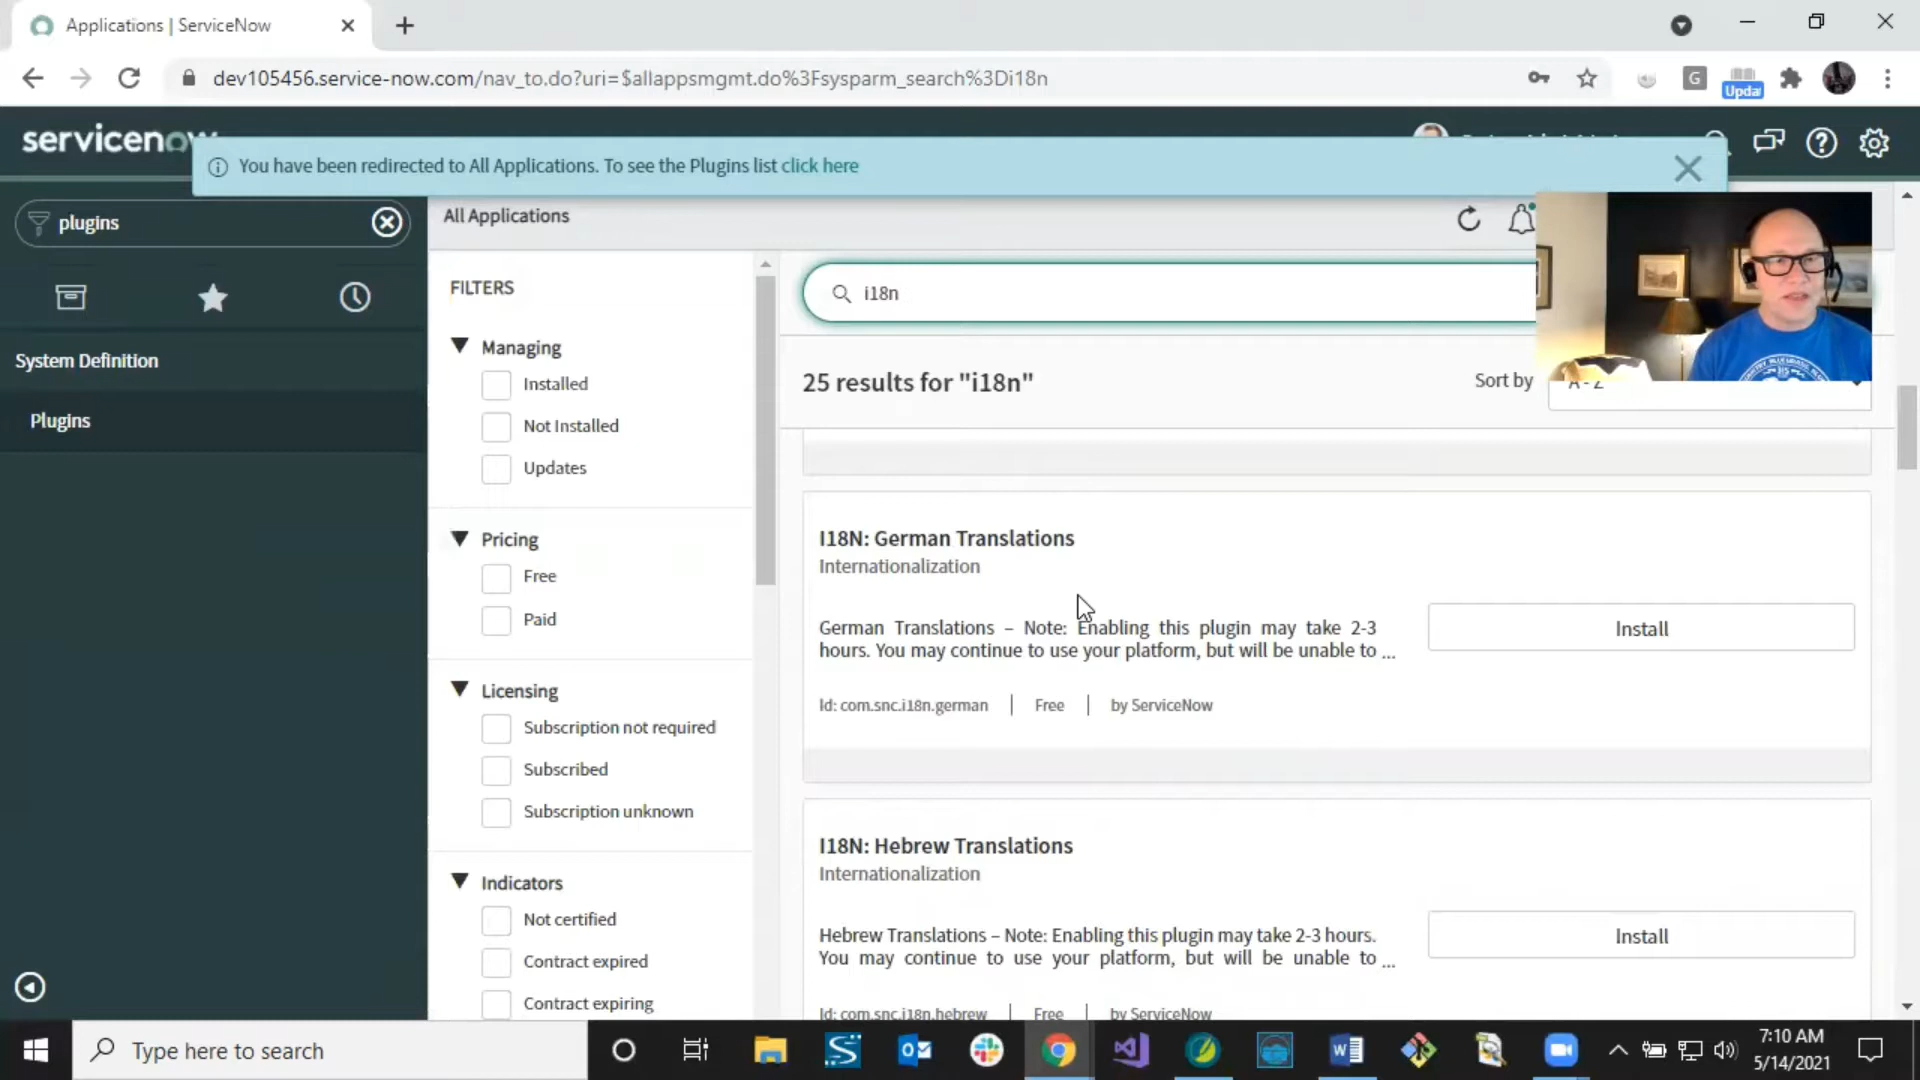 Applications | ServiceNow
dev105456.service-now.com/nav_to.do?uri=$allappsmgmt.do%3Fsysparm_search%3Di18n
G
Updat
servicenow
You have been redirected to All Applications. To see the Plugins list click here
plugins
All Applications
System Definition
Plugins
FILTERS
Managing
Installed
Not Installed
Updates
Pricing
Free
Paid
Licensing
Subscription not required
Subscribed
Subscription unknown
Indicators
Not certified
Contract expired
Contract expiring
i18n
25 results for "i18n"
Sort by
A - Z
I18N: German Translations
Internationalization
German Translations – Note: Enabling this plugin may take 2-3
hours. You may continue to use your platform, but will be unable to ...
Install
Id: com.snc.i18n.german | Free | by ServiceNow
I18N: Hebrew Translations
Internationalization
Hebrew Translations – Note: Enabling this plugin may take 2-3 hours.
You may continue to use your platform, but will be unable to ...
Install
Id: com.snc.i18n.hebrew | Free | by ServiceNow
Type here to search
7:10 AM
5/14/2021